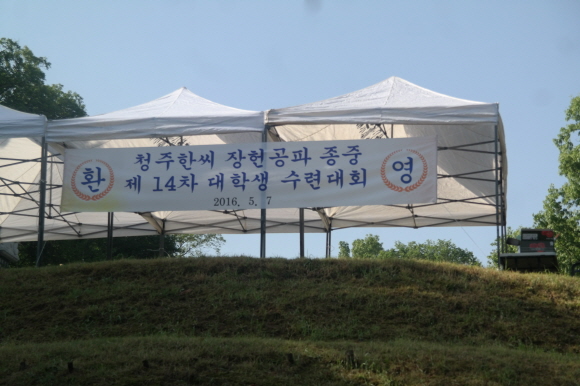 환 영
청주한씨 장헌공파 종중
제 14차 대학생 수련대회
2016. 5. 7